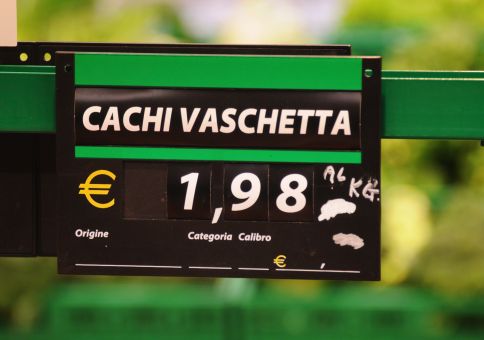 CACHI VASCHETTA
€ 1,98 AL KG.
Origine Categoria Calibro
€ ,